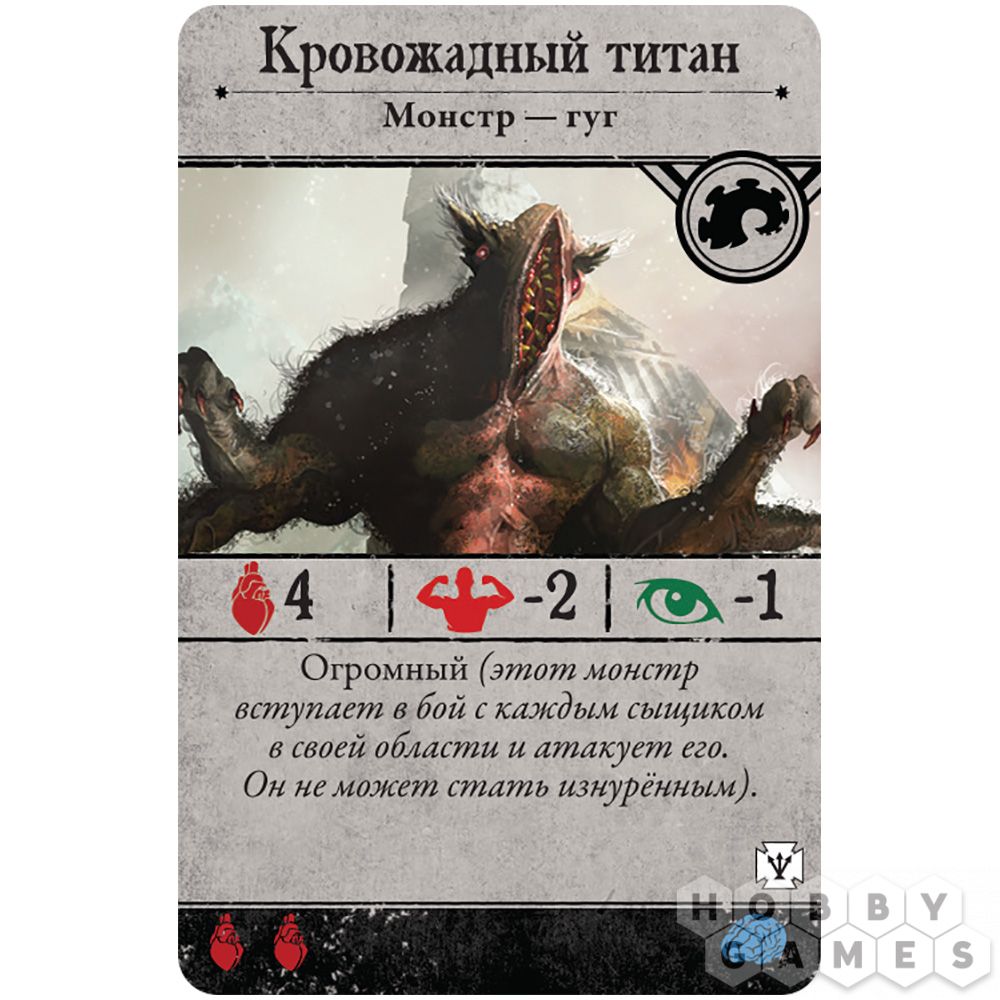 Кровожадный титан
Монстр — гуг
4 -2 -1
Огромный (этот монстр
вступает в бой с каждым сыщиком
в своей области и атакует его.
Он не может стать изнурённым).
HOBBY
GAMES